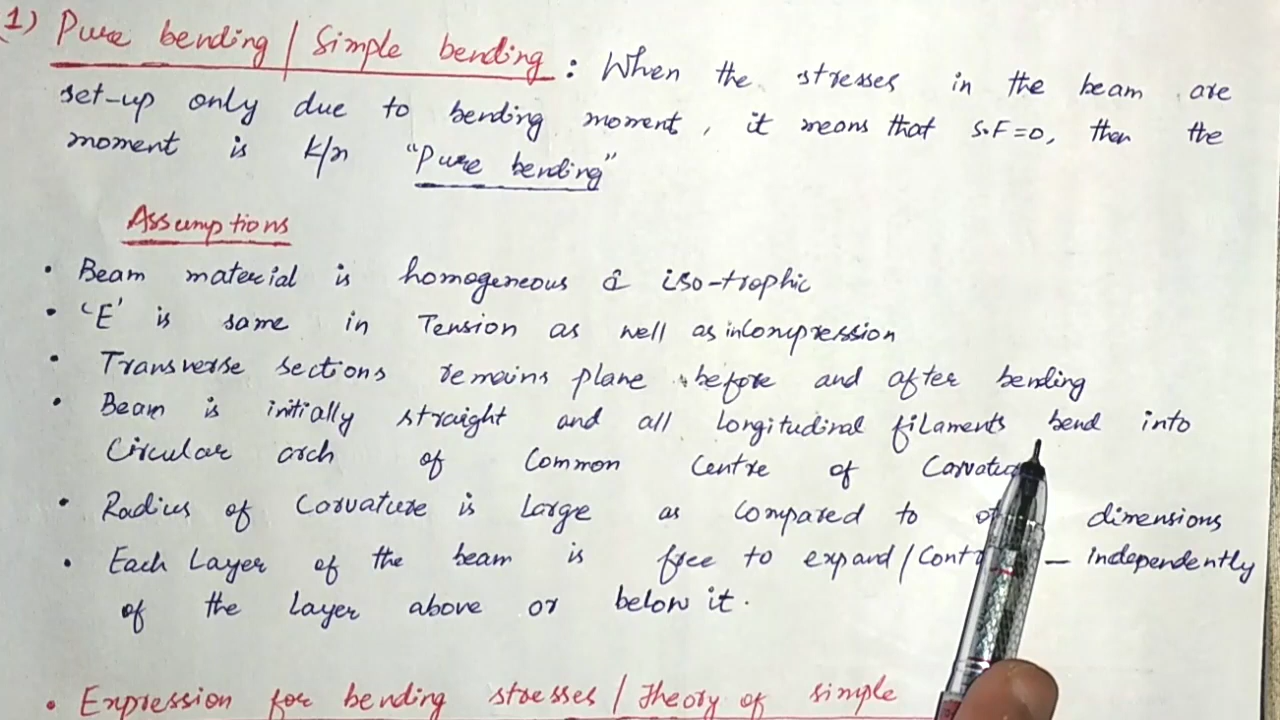 1) Pure bending / Simple bending : When the stresses in the beam are
set-up only due to bending moment, it means that S.F=0, then the
moment is k/n "Pure bending"
Assumptions
• Beam material is homogeneous & iso-trophic
• 'E' is same in Tension as well as in Compression
• Transverse sections remains plane before and after bending
• Beam is initially straight and all longitudinal filaments bend into
Circular arch of Common Centre of
• Radius of Corvature is Large as compared to dimensions
• Each Layer of the beam is free to expand / — independently
of the Layer above or below it.
• Expression for bending stresses / Theory of simple